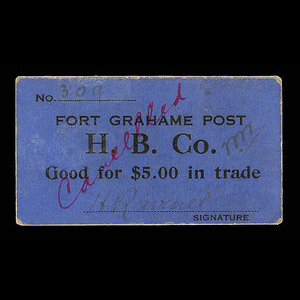 No. 309
FORT GRAHAME POST
Cancelled
H. B. Co.
Good for $5.00 in trade
SIGNATURE